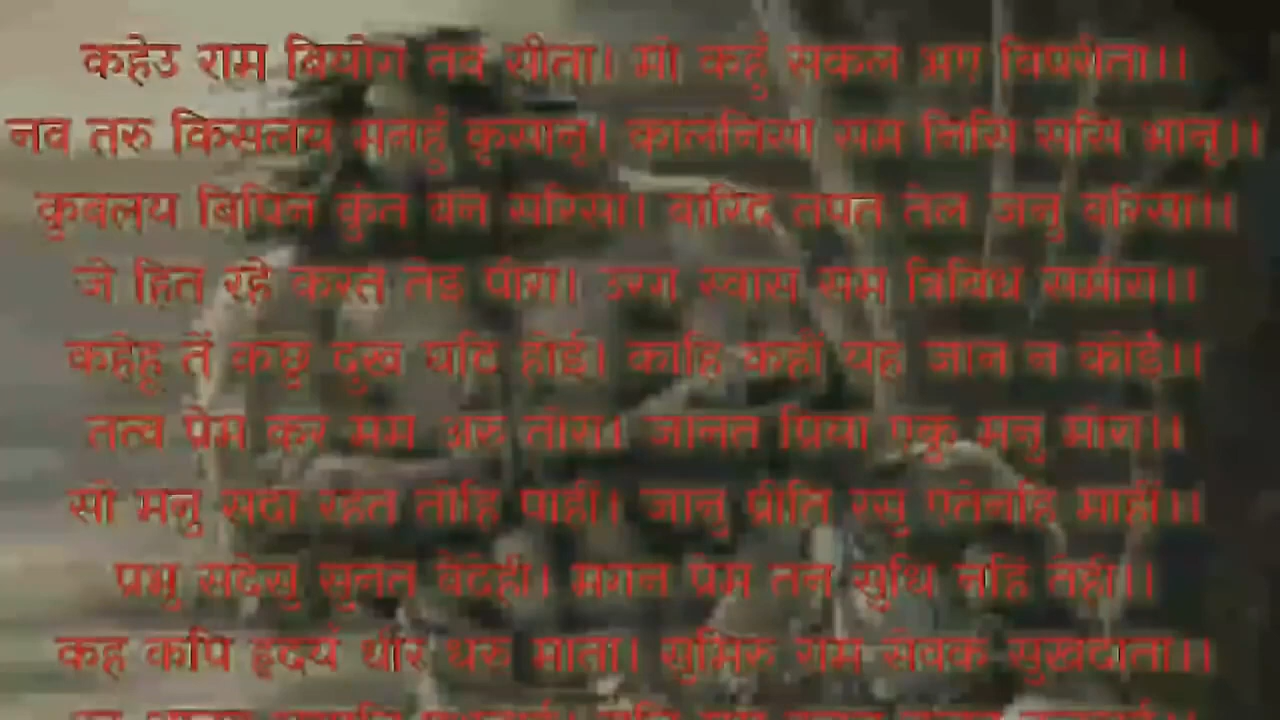 कहेउ राम बियोग तव सीता। मो कहुँ सकल भए बिपरीता।।
नव तरु किसलय मनहुँ कृसानू। कालनिसा सम निसि ससि भानू।।
कुबलय बिपिन कुंत बन सरिसा। बारिद तपत तेल जनु बरिसा।।
जे हित रहे करत तेइ पीरा। उरग स्वास सम त्रिबिध समीरा।।
कहेहू तें कछु दुख घटि होई। काहि कहौं यह जान न कोई।।
तत्व प्रेम कर मम अरु तोरा। जानत प्रिया एकु मनु मोरा।।
सो मनु सदा रहत तोहि पाहीं। जानु प्रीति रसु एतेनहि माहीं।।
प्रभु संदेसु सुनत बैदेही। मगन प्रेम तन सुधि नहिं तेही।।
कह कपि हृदयँ धीर धरु माता। सुमिरु राम सेवक सुखदाता।।